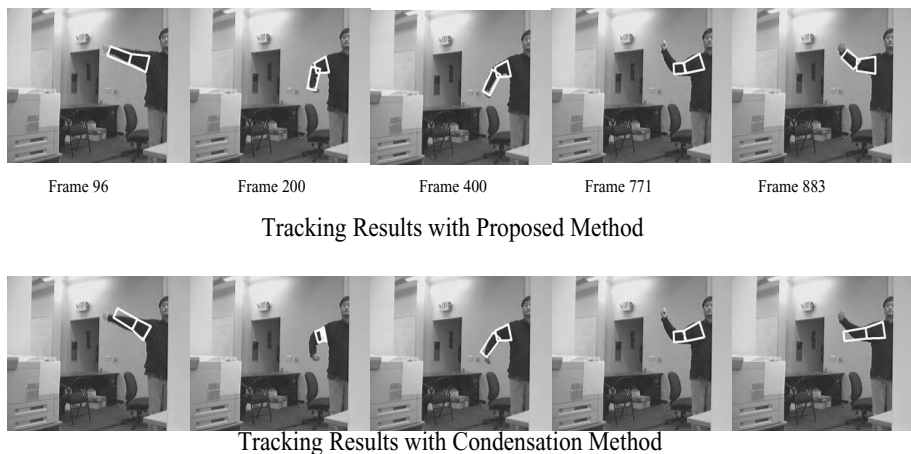 Frame 96 Frame 200 Frame 400 Frame 771 Frame 883
Tracking Results with Proposed Method
Tracking Results with Condensation Method